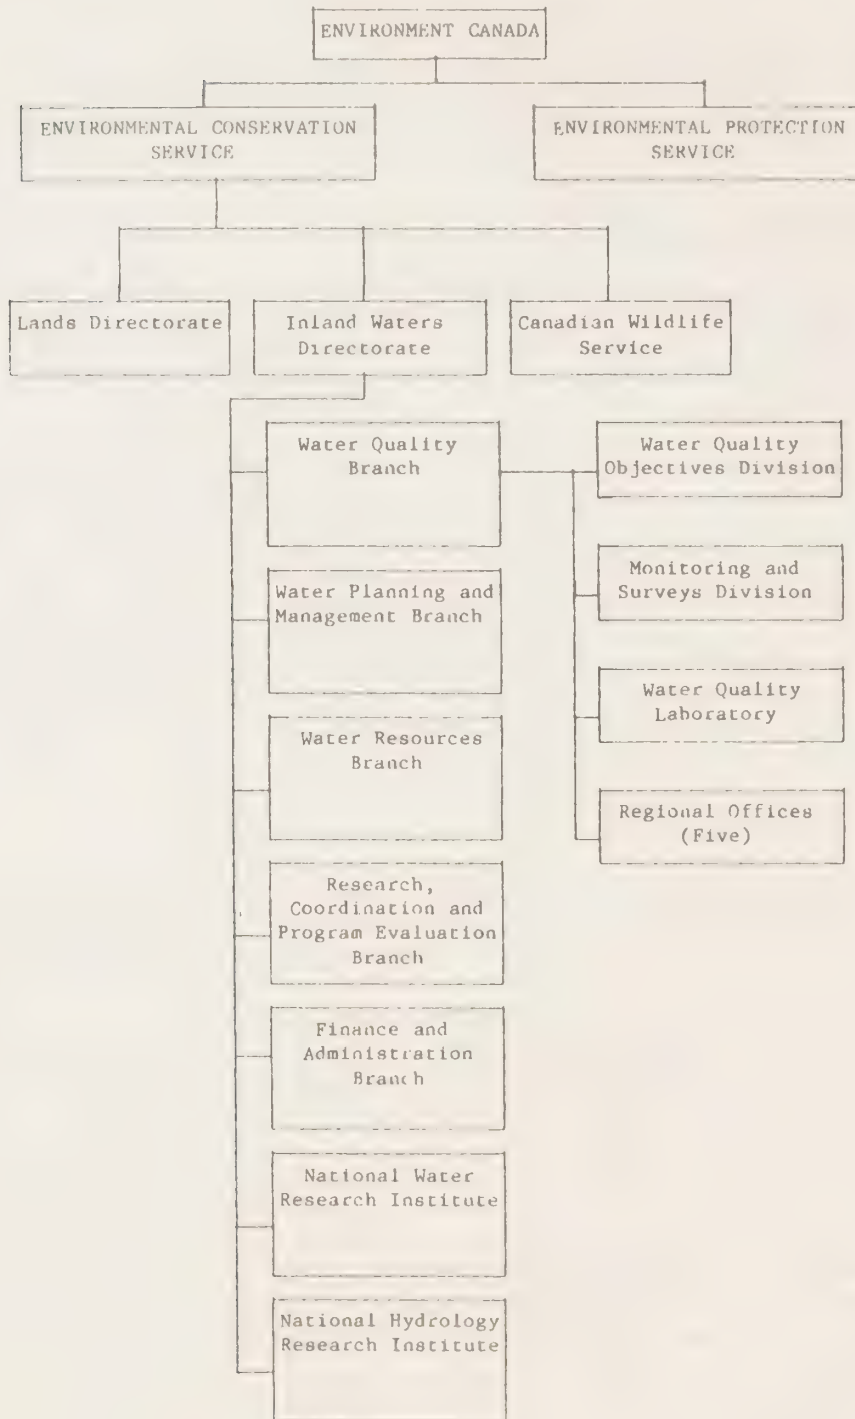 ENVIRONMENT CANADA
ENVIRONMENTAL CONSERVATION
SERVICE
ENVIRONMENTAL PROTECTION
SERVICE
Lands Directorate
Inland Waters
Directorate
Canadian Wildlife
Service
Water Quality
Branch
Water Quality
Objectives Division
Monitoring and
Surveys Division
Water Planning and
Management Branch
Water Quality
Laboratory
Water Resources
Branch
Regional Offices
(Five)
Research,
Coordination and
Program Evaluation
Branch
Finance and
Administration
Branch
National Water
Research Institute
National Hydrology
Research Institute